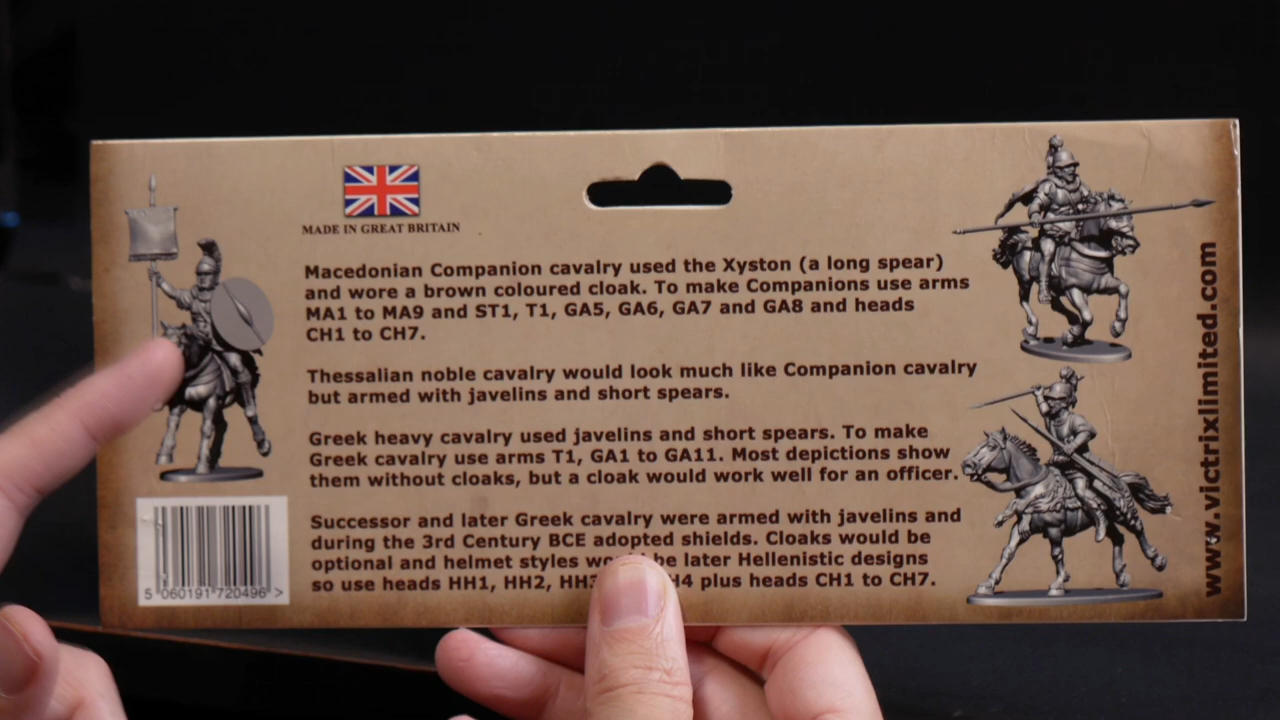 MADE IN GREAT BRITAIN
Macedonian Companion cavalry used the Xyston (a long spear)
and wore a brown coloured cloak. To make Companions use arms
MA1 to MA9 and ST1, T1, GA5, GA6, GA7 and GA8 and heads
CH1 to CH7.
Thessalian noble cavalry would look much like Companion cavalry
but armed with javelins and short spears.
Greek heavy cavalry used javelins and short spears. To make
Greek cavalry use arms T1, GA1 to GA11. Most depictions show
them without cloaks, but a cloak would work well for an officer.
Successor and later Greek cavalry were armed with javelins and
during the 3rd Century BCE adopted shields. Cloaks would be
optional and helmet styles be later Hellenistic designs
so use heads HH1, HH2, plus heads CH1 to CH7.
5 060191 720496 >
www.victrixlimited.com